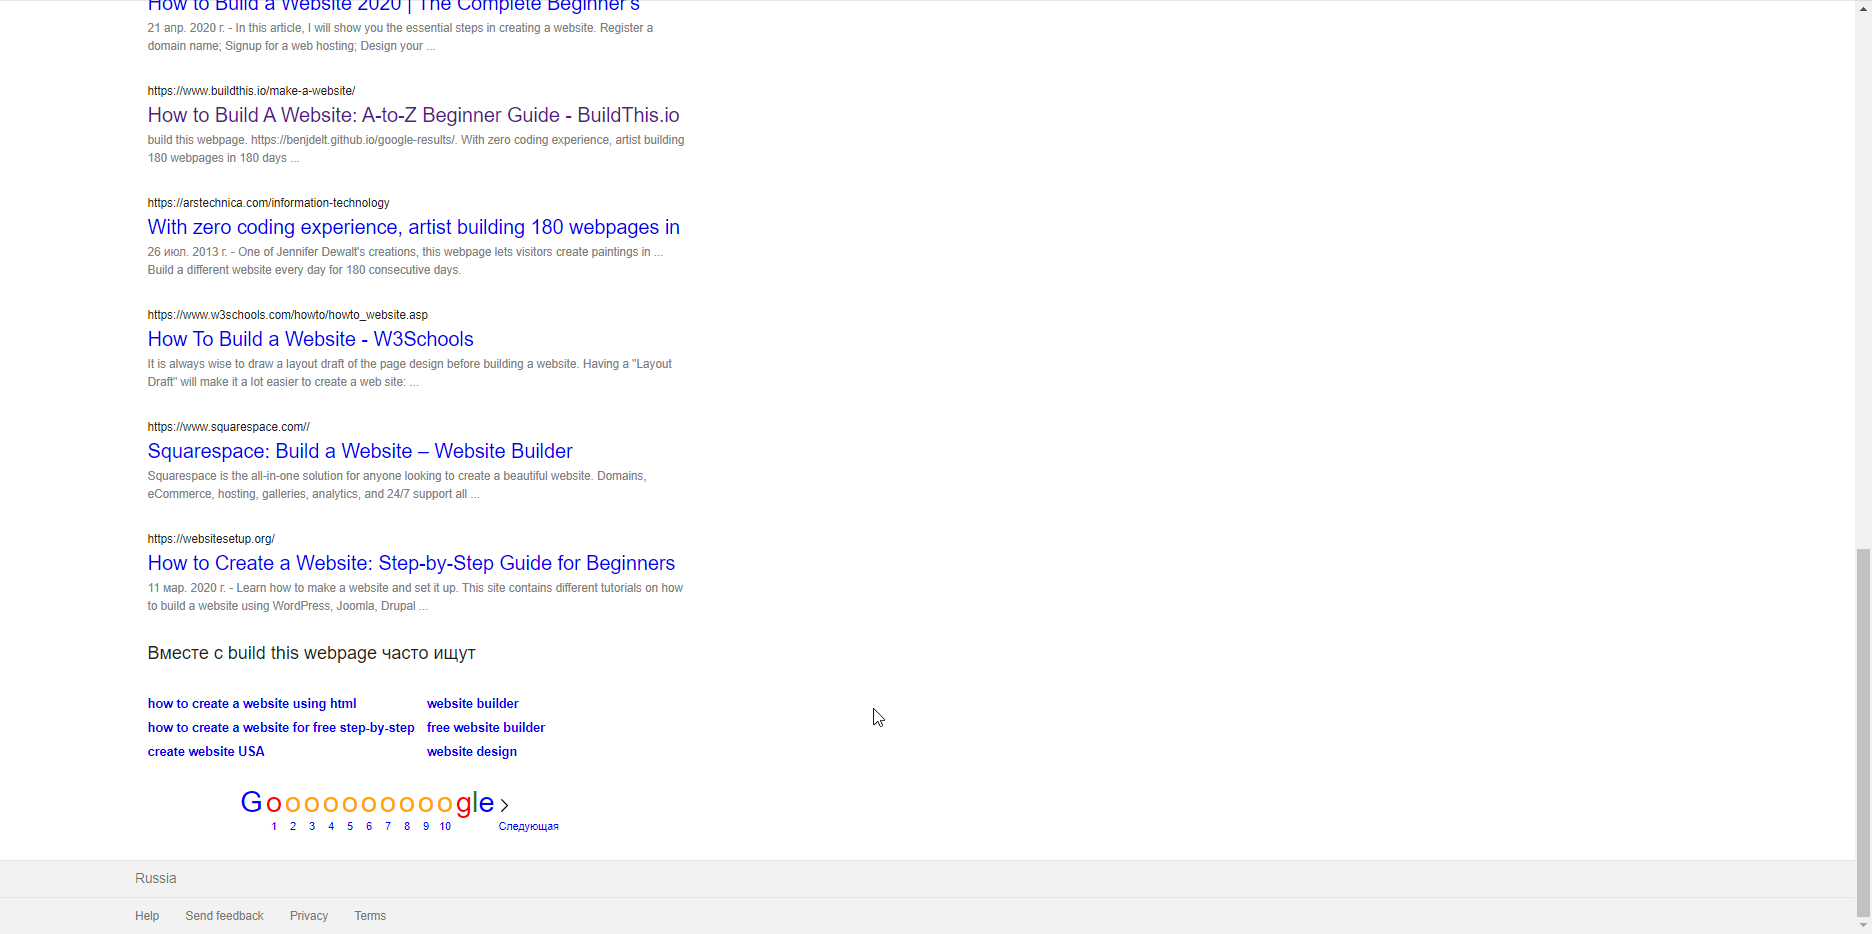 How to Build a Website 2020 | The Complete Beginner's
21 апр. 2020 г. - In this article, I will show you the essential steps in creating a website. Register a
domain name; Signup for a web hosting; Design your ...
https://www.buildthis.io/make-a-website/
How to Build A Website: A-to-Z Beginner Guide - BuildThis.io
build this webpage. https://benjdelt.github.io/google-results/. With zero coding experience, artist building
180 webpages in 180 days ...
https://arstechnica.com/information-technology
With zero coding experience, artist building 180 webpages in
26 июл. 2013 г. - One of Jennifer Dewalt's creations, this webpage lets visitors create paintings in ...
Build a different website every day for 180 consecutive days.
https://www.w3schools.com/howto/howto_website.asp
How To Build a Website - W3Schools
It is always wise to draw a layout draft of the page design before building a website. Having a "Layout
Draft" will make it a lot easier to create a web site: ...
https://www.squarespace.com//
Squarespace: Build a Website – Website Builder
Squarespace is the all-in-one solution for anyone looking to create a beautiful website. Domains,
eCommerce, hosting, galleries, analytics, and 24/7 support all ...
https://websitesetup.org/
How to Create a Website: Step-by-Step Guide for Beginners
11 мар. 2020 г. - Learn how to make a website and set it up. This site contains different tutorials on how
to build a website using WordPress, Joomla, Drupal ...
Вместе с build this webpage часто ищут
how to create a website using html website builder
how to create a website for free step-by-step free website builder
create website USA website design
Goooooooooogle >
1 2 3 4 5 6 7 8 9 10 Следующая
Russia
Help Send feedback Privacy Terms